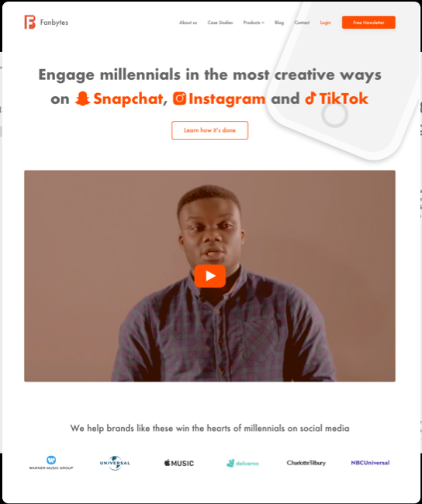 Fanbytes
About us Case Studies Products Blog Contact Login Free Newsletter
Engage millennials in the most creative ways
on Snapchat, Instagram and TikTok
Learn how it's done
We help brands like these win the hearts of millennials on social media
WARNER MUSIC GROUP
UNIVERSAL
MUSIC
deliveroo
Charlotte Tilbury
NBCUniversal